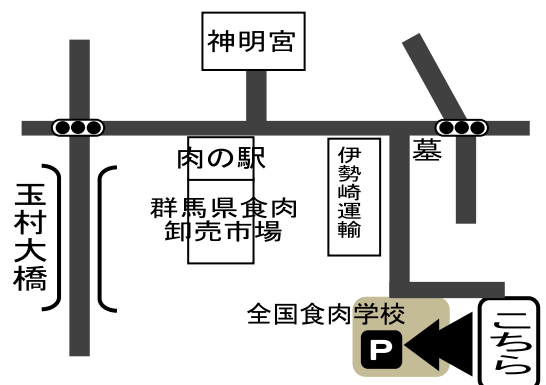 神明宮
肉の駅
伊勢崎運輸
墓
群馬県食肉
卸売市場
玉村大橋
全国食肉学校
P
こちら